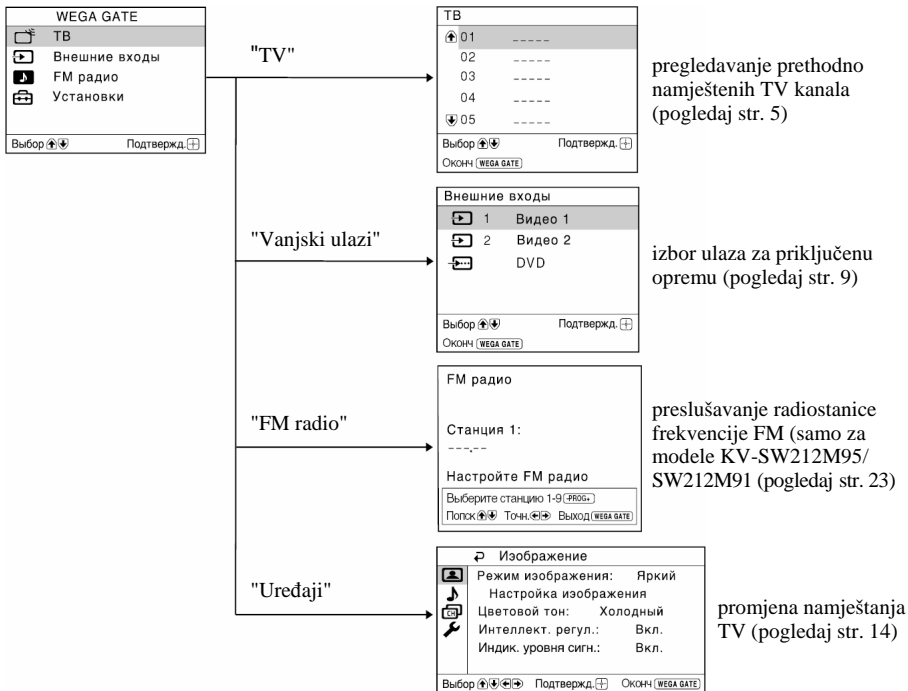 WEGA GATE
ТВ
Внешние входы
FM радио
Установки
Выбор Подтвержд.
"TV"
ТВ
01 -----
02 -----
03 -----
04 -----
05 -----
Выбор Подтвержд.
Оконч WEGA GATE
pregledavanje prethodno
namještenih TV kanala
(pogledaj str. 5)
"Vanjski ulazi"
Внешние входы
1 Видео 1
2 Видео 2
DVD
Выбор Подтвержд.
Оконч WEGA GATE
izbor ulaza za priključenu
opremu (pogledaj str. 9)
"FM radio"
FM радио
Станция 1:
---.--
Настройте FM радио
Выберите станцию 1-9 -PROG+
Попск Точн. Выход WEGA GATE
preslušavanje radiostanice
frekvencije FM (samo za
modele KV-SW212M95/
SW212M91 (pogledaj str. 23)
"Uređaji"
Изображение
Режим изображения: Яркий
Настройка изображения
Цветовой тон: Холодный
Интеллект. регул.: Вкл.
Индик. уровня сигн.: Вкл.
CH
Выбор Подтвержд. Оконч WEGA GATE
promjena namještanja
TV (pogledaj str. 14)